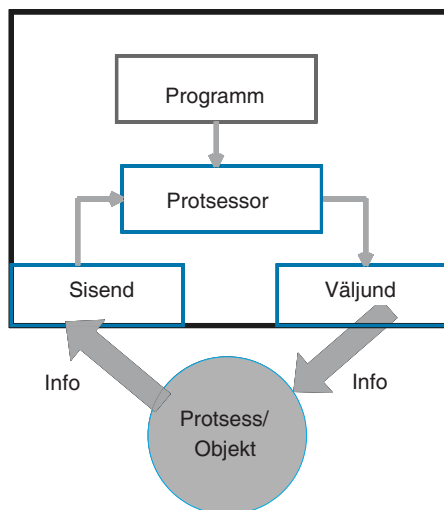 Programm
Protsessor
Sisend
Väljund
Info
Info
Protsess/
Objekt